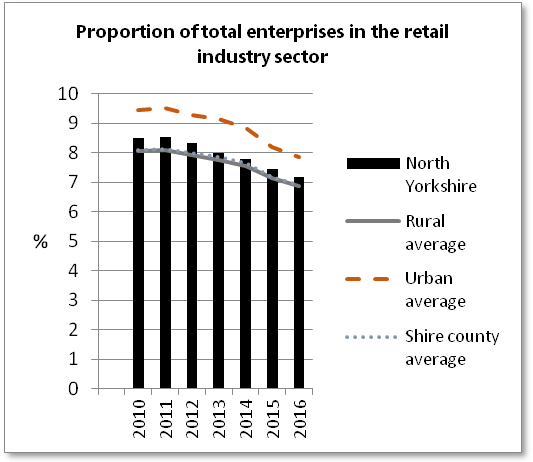 Proportion of total enterprises in the retail
industry sector
10
9
8
7
6
5
4
3
2
1
0
%
2010
2011
2012
2013
2014
2015
2016
North
Yorkshire
Rural
average
Urban
average
Shire county
average